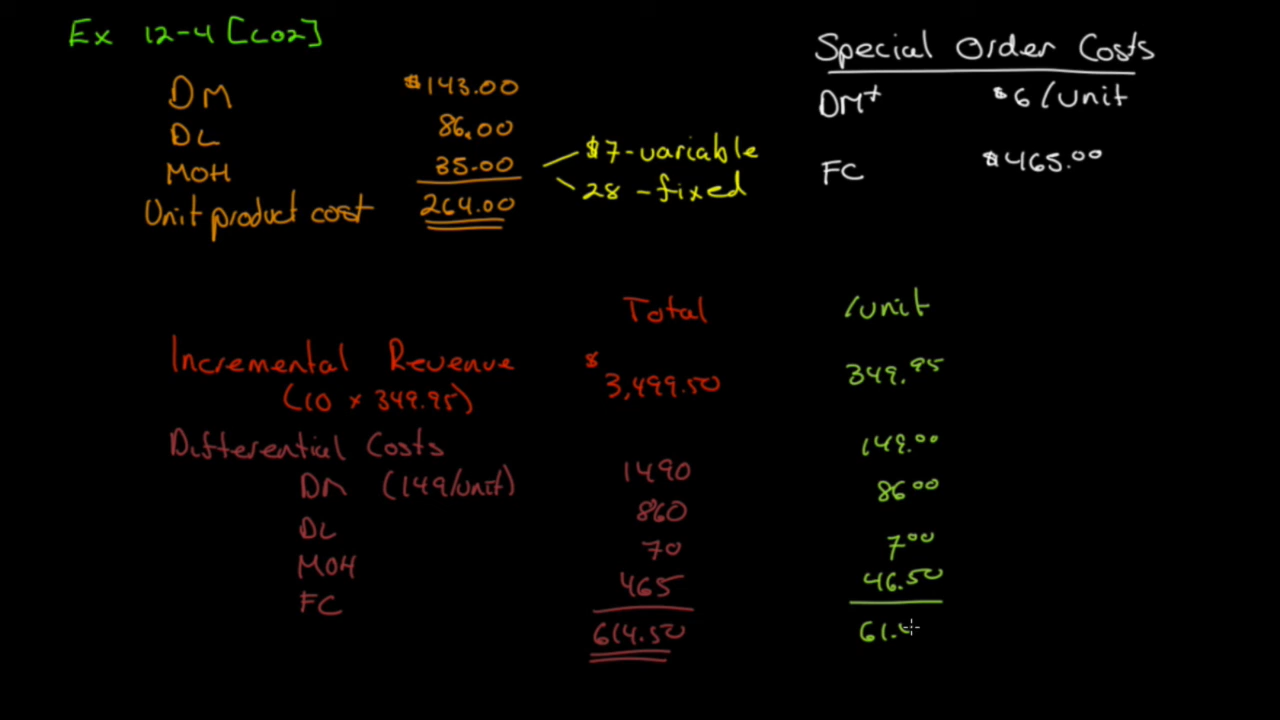 Ex 12-4 [CO2]
Special Order Costs
DM $143.00
DL 86.00
MOH 35.00
Unit product cost 264.00
$7-variable
28 -fixed
DM+ $6/unit
FC $465.00
Total /unit
Incremental Revenue $3,499.50 349.95
(10 x 349.95)
Differential Costs
DM (149/unit) 1490 149.00
DL 860 86.00
MOH 70 7.00
FC 465 46.50
614.50 61.